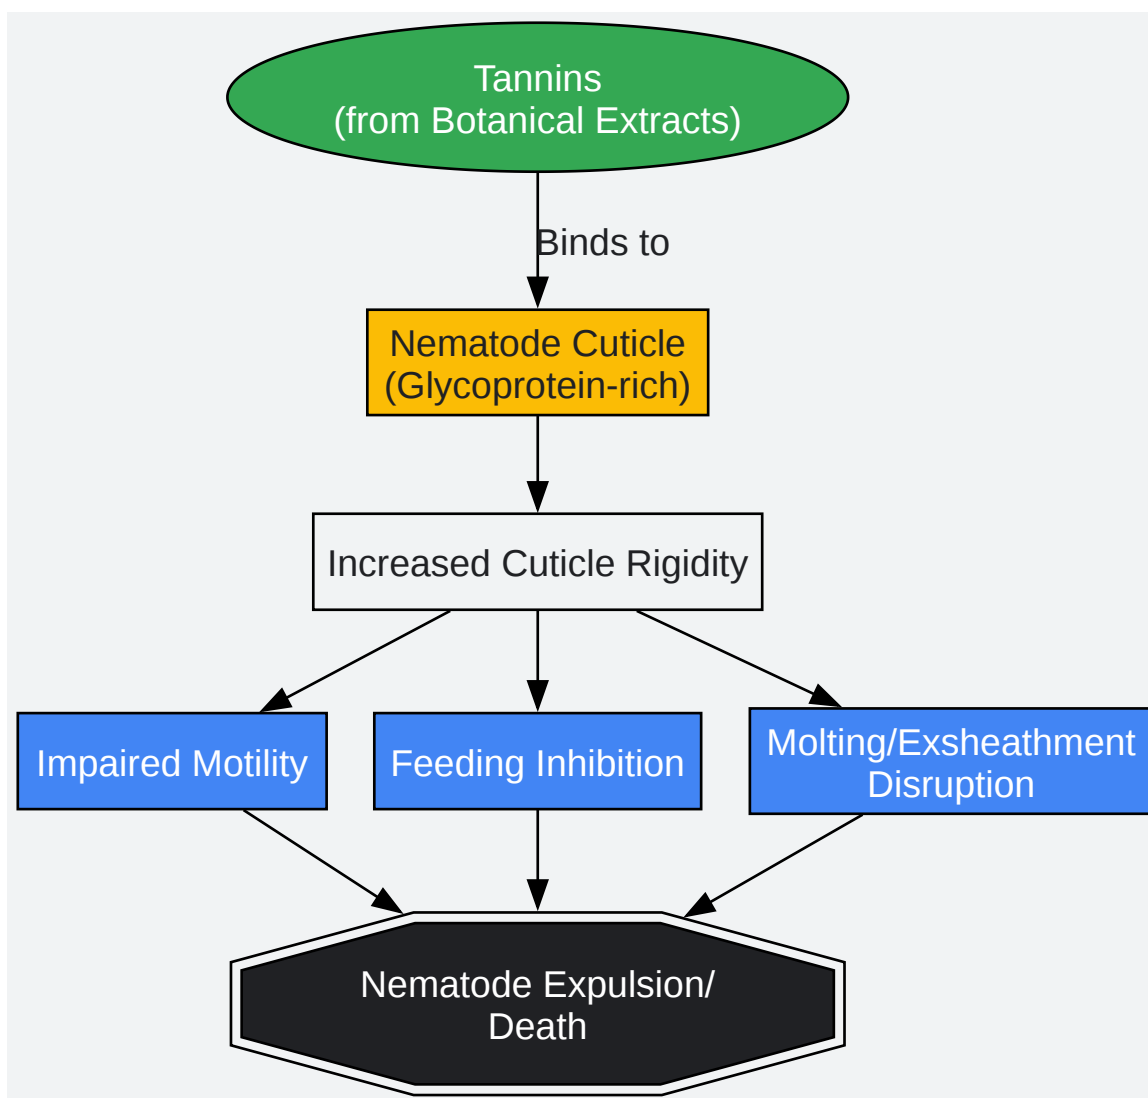 Tannins
(from Botanical Extracts)
Binds to
Nematode Cuticle
(Glycoprotein-rich)
Increased Cuticle Rigidity
Impaired Motility
Feeding Inhibition
Molting/Exsheathment
Disruption
Nematode Expulsion/
Death